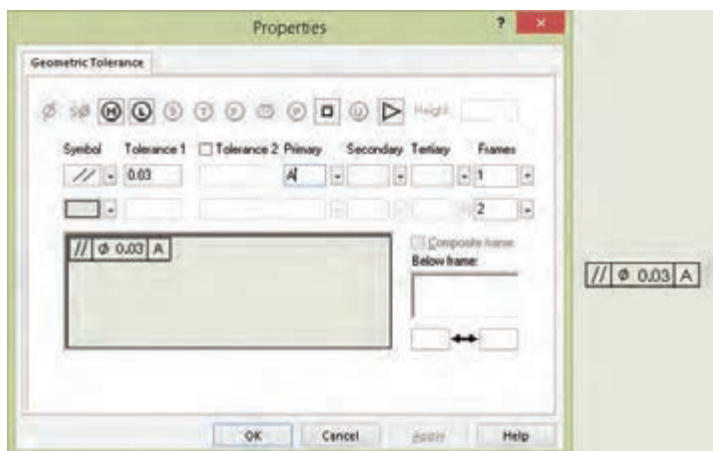 Properties ?
Geometric Tolerance
Ø SØ Ⓜ Ⓛ Ⓢ Ⓣ Ⓕ Ⓟ Ⓤ Height:
Symbol Tolerance 1 Tolerance 2 Primary Secondary Tertiary Frames
// 0.03 A 1
2
// Ø 0.03 A
Composite frame
Below frame:
// Ø 0.03 A
OK Cancel Apply Help